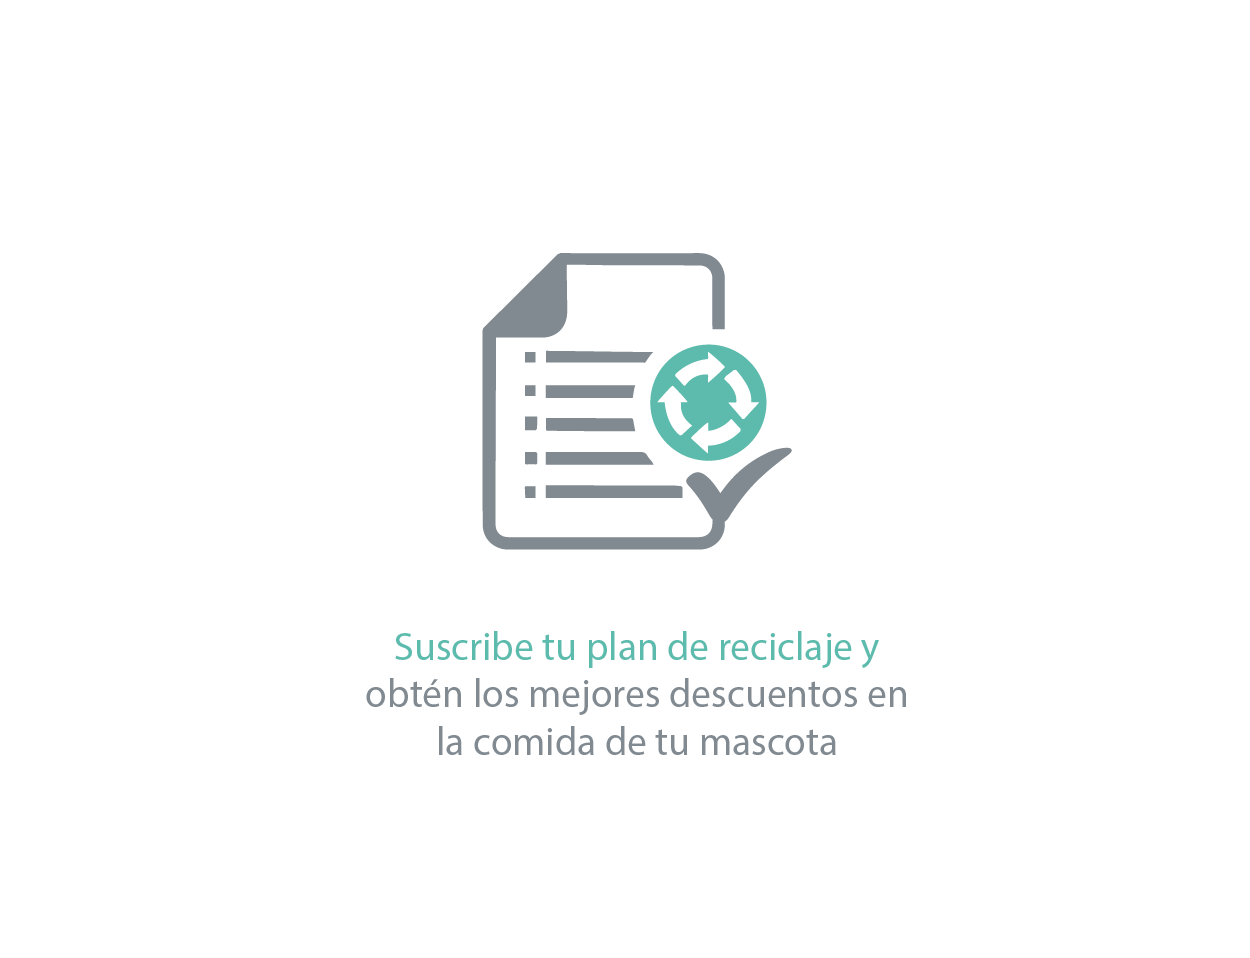 Suscribe tu plan de reciclaje y
obtén los mejores descuentos en
la comida de tu mascota